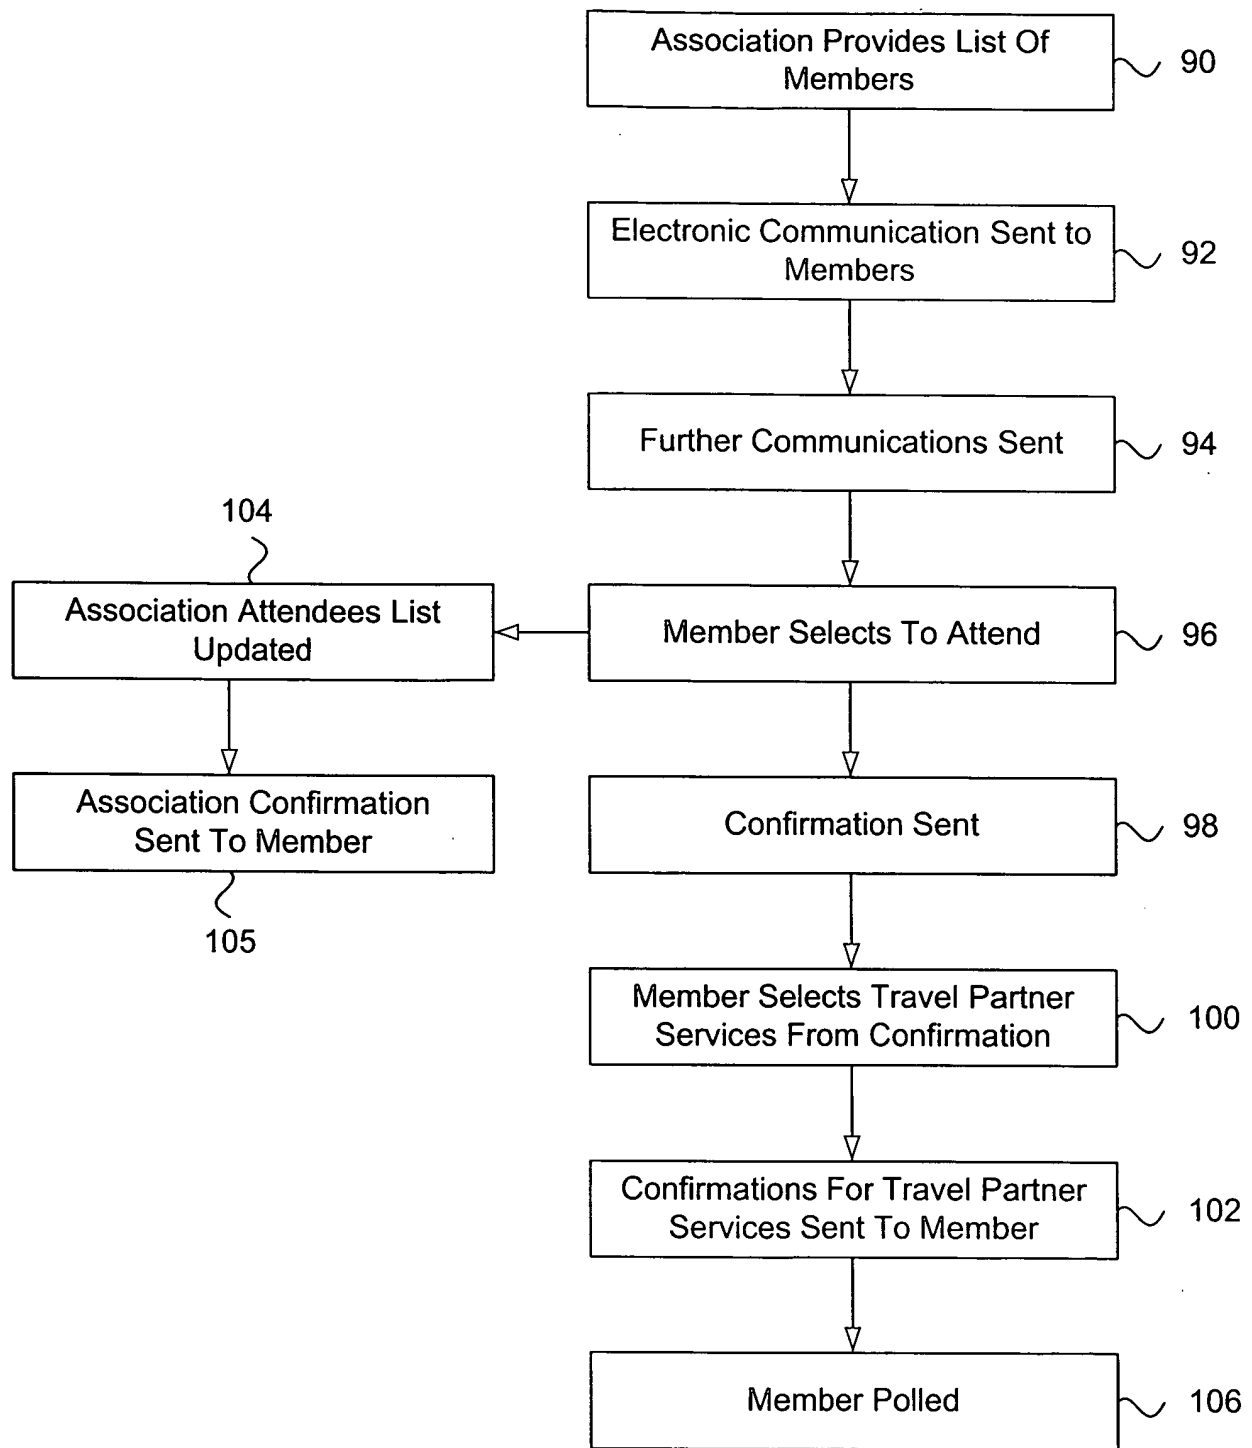 Association Provides List Of
Members
90
Electronic Communication Sent to
Members
92
Further Communications Sent
94
104
Association Attendees List
Updated
Member Selects To Attend
96
Association Confirmation
Sent To Member
105
Confirmation Sent
98
Member Selects Travel Partner
Services From Confirmation
100
Confirmations For Travel Partner
Services Sent To Member
102
Member Polled
106